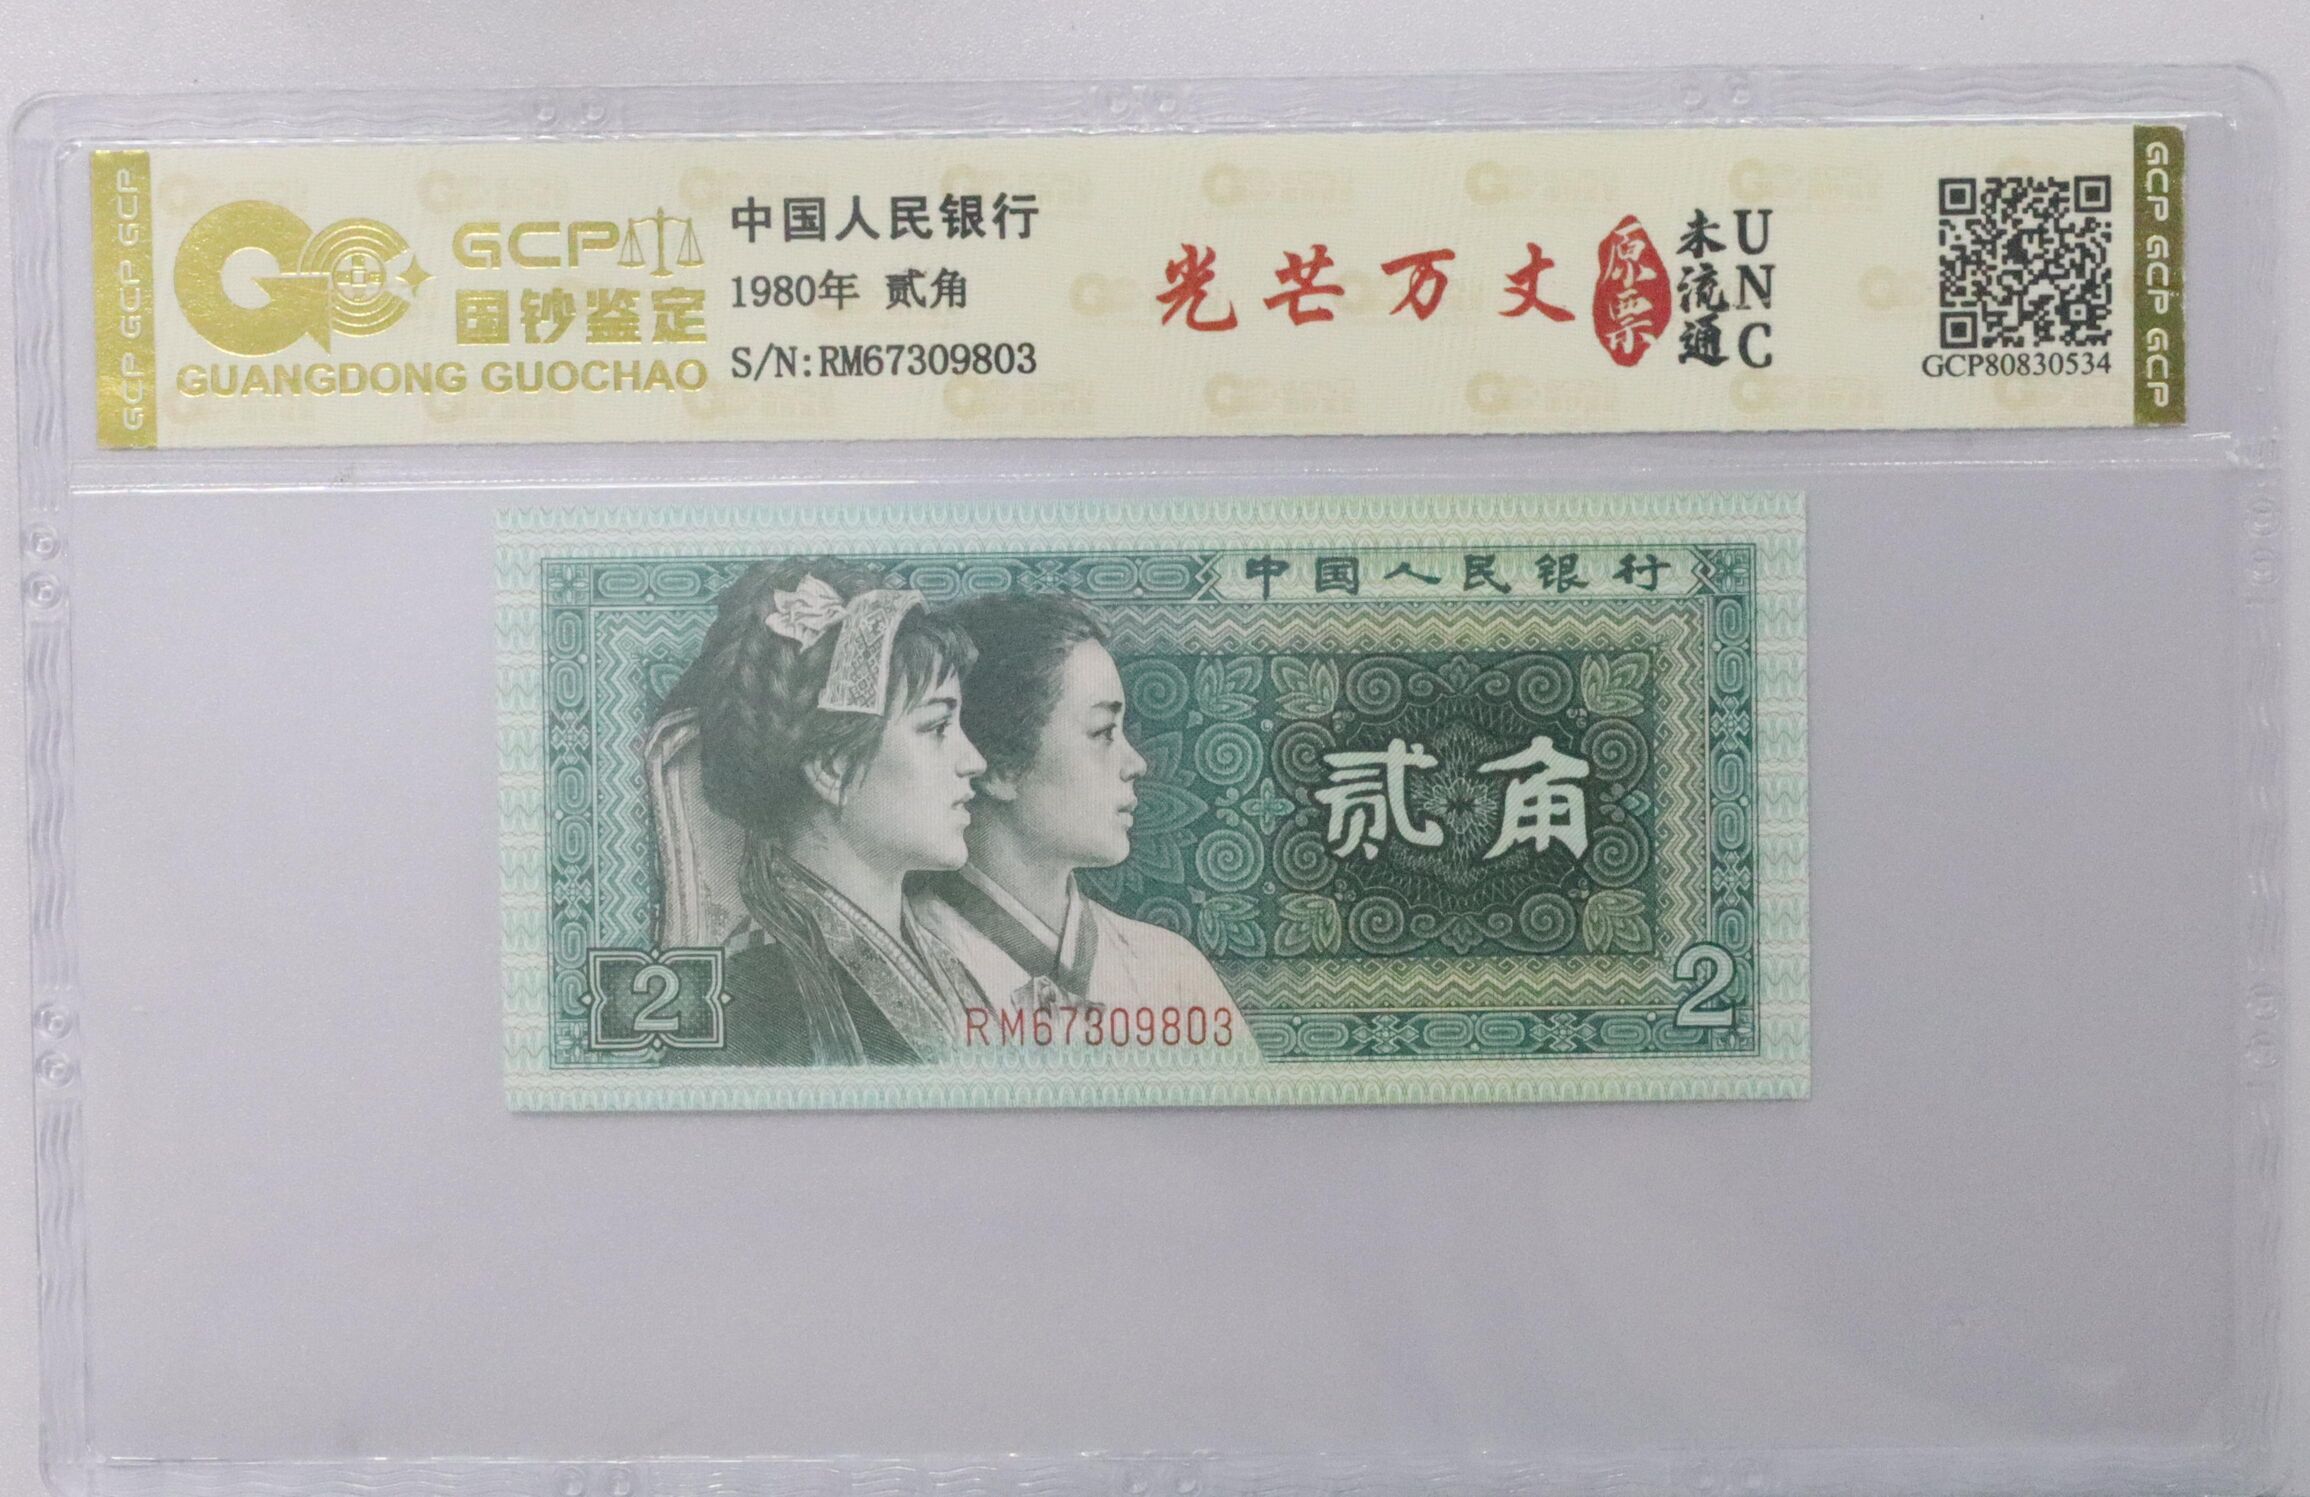 GCP GCP GCP
GCP
国钞鉴定
GUANGDONG GUOCHAO
中国人民银行
1980年 贰角
S/N:RM67309803
光芒万丈
原票
未流通
UNC
GCP80830534
GCP GCP GCP
中国人民银行
贰角
2
2
RM67309803